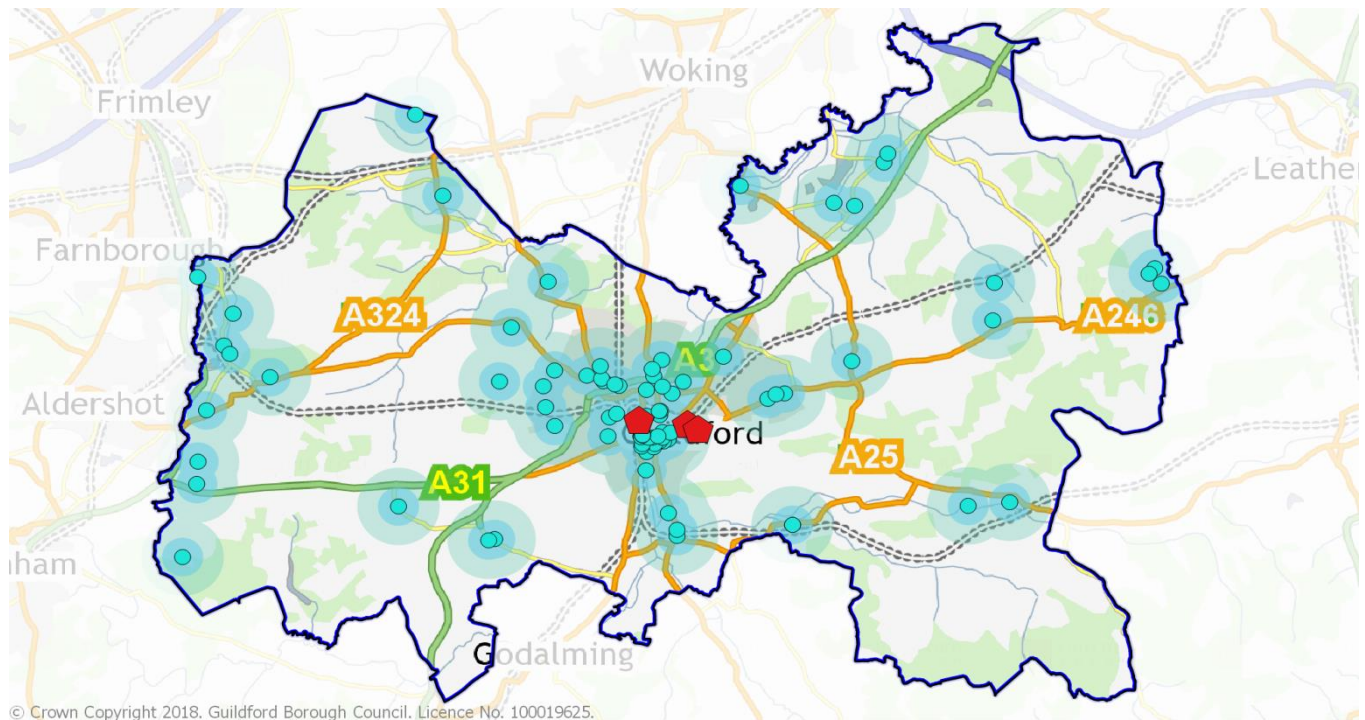 Woking
Frimley
Leather
Farnborough
A324
A246
A3
Aldershot
G ford
A25
A31
ham
Godalming
© Crown Copyright 2018. Guildford Borough Council. Licence No. 100019625.